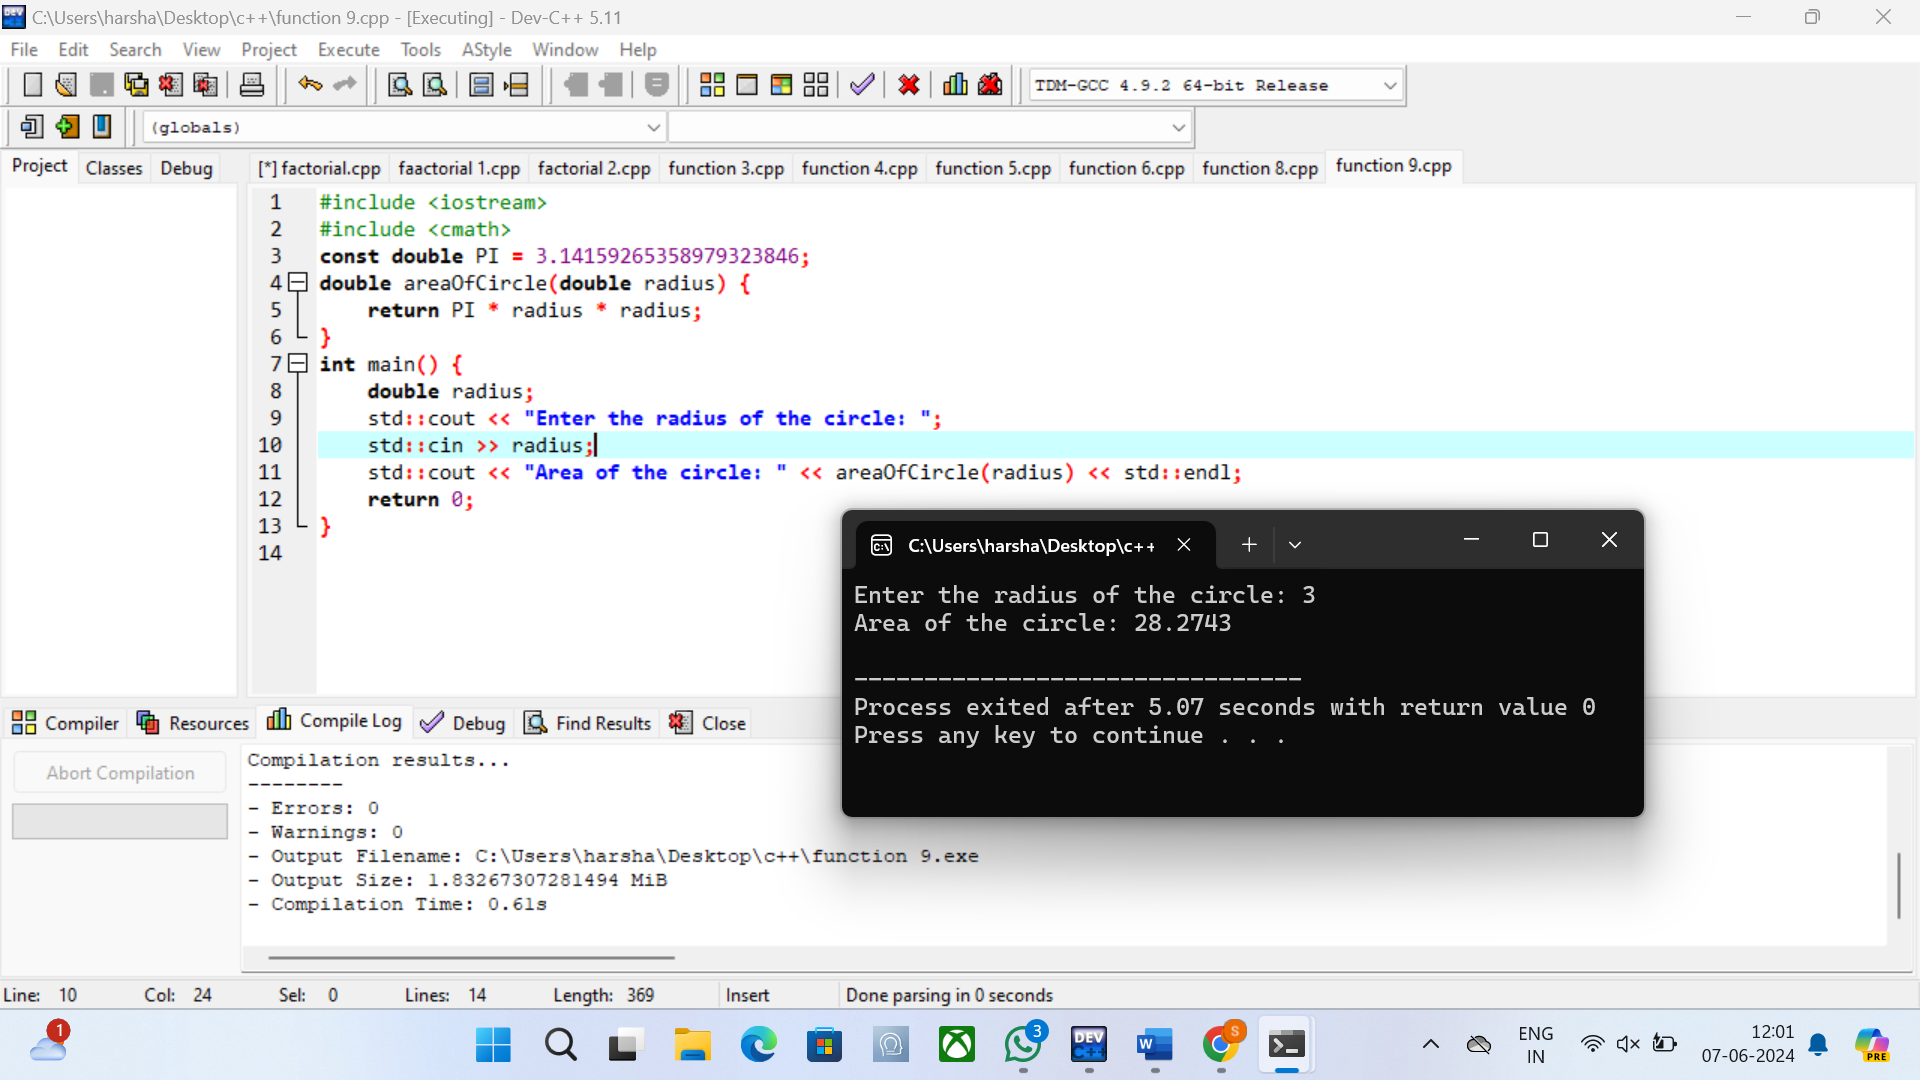 C:\Users\harsha\Desktop\c++\function 9.cpp - [Executing] - Dev-C++ 5.11
File Edit Search View Project Execute Tools AStyle Window Help
TDM-GCC 4.9.2 64-bit Release
(globals)
Project Classes Debug [*] factorial.cpp faactorial 1.cpp factorial 2.cpp function 3.cpp function 4.cpp function 5.cpp function 6.cpp function 8.cpp function 9.cpp
1 #include <iostream>
2 #include <cmath>
3 const double PI = 3.14159265358979323846;
4 double areaOfCircle(double radius) {
5 return PI * radius * radius;
6 }
7 int main() {
8 double radius;
9 std::cout << "Enter the radius of the circle: ";
10 std::cin >> radius;
11 std::cout << "Area of the circle: " << areaOfCircle(radius) << std::endl;
12 return 0;
13 }
14
C:\Users\harsha\Desktop\c++
Enter the radius of the circle: 3
Area of the circle: 28.2743
--------------------------------
Process exited after 5.07 seconds with return value 0
Press any key to continue . . .
Compiler Resources Compile Log Debug Find Results Close
Abort Compilation
Compilation results...
--------
- Errors: 0
- Warnings: 0
- Output Filename: C:\Users\harsha\Desktop\c++\function 9.exe
- Output Size: 1.83267307281494 MiB
- Compilation Time: 0.61s
Line: 10 Col: 24 Sel: 0 Lines: 14 Length: 369 Insert Done parsing in 0 seconds
1
3
DEV C++
W
S
ENG
IN
12:01
07-06-2024
PRE